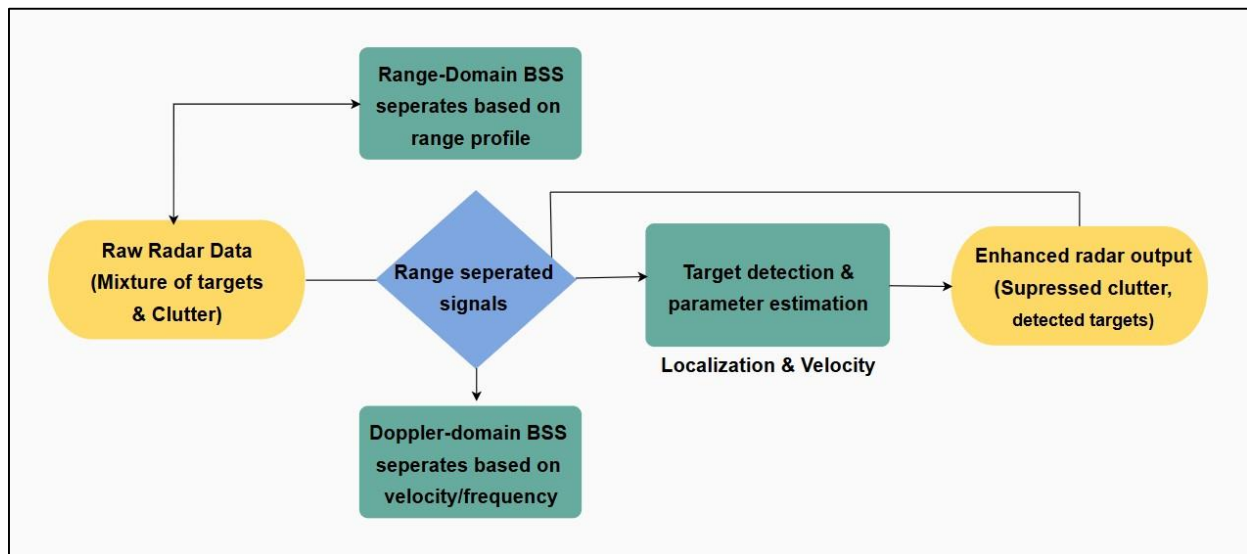 Range-Domain BSS
seperates based on
range profile
Raw Radar Data
(Mixture of targets
& Clutter)
Range seperated
signals
Target detection &
parameter estimation
Localization & Velocity
Enhanced radar output
(Supressed clutter,
detected targets)
Doppler-domain BSS
seperates based on
velocity/frequency